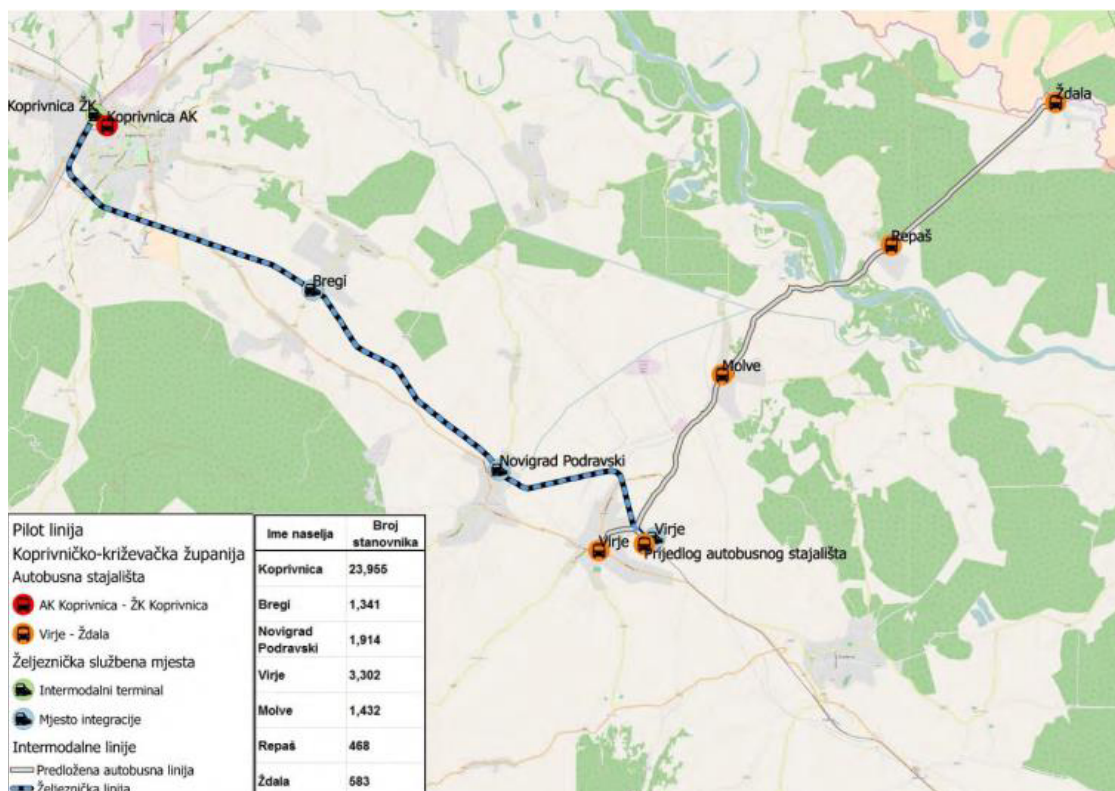 Koprivnica ŽK
Koprivnica AK
Ždala
Repaš
Bregi
Molve
Novigrad Podravski
Virje
Virje
Prijedlog autobusnog stajališta
Pilot linija
Koprivničko-križevačka županija
Autobusna stajališta
AK Koprivnica - ŽK Koprivnica
Virje - Ždala
Željeznička službena mjesta
Intermodalni terminal
Mjesto integracije
Intermodalne linije
Predložena autobusna linija
Željeznička linija
Ime naselja Broj stanovnika
Koprivnica 23,955
Bregi 1,341
Novigrad Podravski 1,914
Virje 3,302
Molve 1,432
Repaš 468
Ždala 583